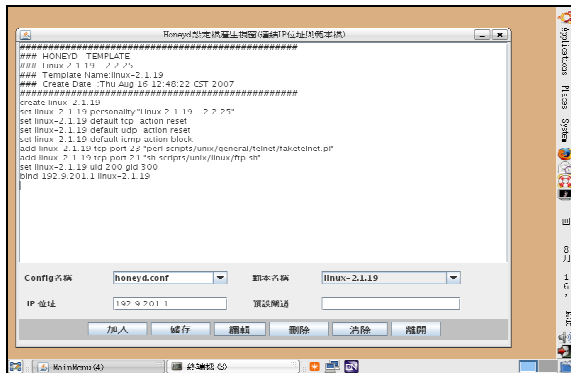 Honeyd設定檔產生視窗(連結IP位址與範本檔)
################################################
### HONEYD TEMPLATE
### Linux 2.1.19 - 2.2.25
### Template Name:linux-2.1.19
### Create Date :Thu Aug 16 12:48:22 CST 2007
################################################
create linux-2.1.19
set linux-2.1.19 personality "Linux 2.1.19 - 2.2.25"
set linux-2.1.19 default tcp action reset
set linux-2.1.19 default udp action reset
set linux-2.1.19 default icmp action block
add linux-2.1.19 tcp port 23 "perl scripts/unix/general/telnet/faketelnet.pl"
add linux-2.1.19 tcp port 21 "sh scripts/unix/linux/ftp.sh"
set linux-2.1.19 uid 200 gid 300
bind 192.9.201.1 linux-2.1.19
Config名稱 honeyd.conf 範本名稱 linux-2.1.19
IP 位址 192.9.201.1 預設閘道
加入 儲存 編輯 刪除 清除 離開
MainMenu (4) 終端機 (3)
Applications Places System
8月 16,